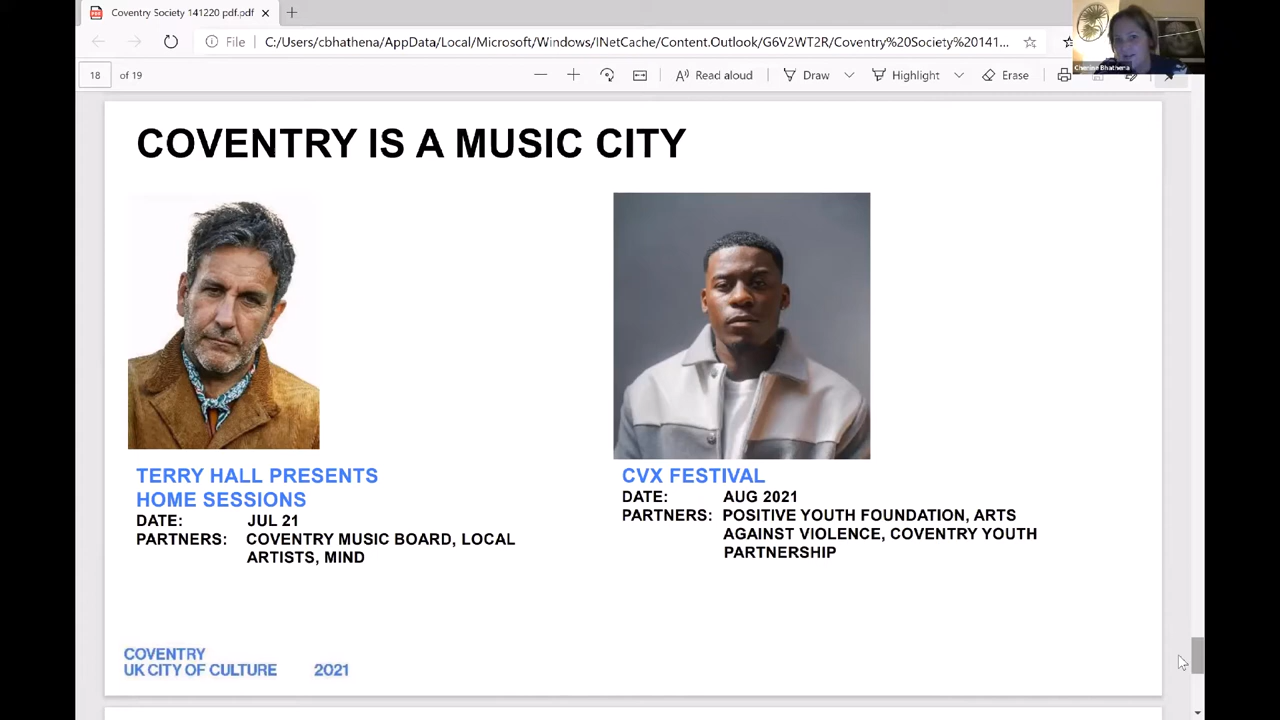 Coventry Society 141220 pdf.pdf
File C:/Users/cbhathena/AppData/Local/Microsoft/Windows/INetCache/Content.Outlook/G6V2WT2R/Coventry%20Society%20141...
18 of 19 Read aloud Draw Highlight Erase
COVENTRY IS A MUSIC CITY
TERRY HALL PRESENTS
HOME SESSIONS
DATE: JUL 21
PARTNERS: COVENTRY MUSIC BOARD, LOCAL
ARTISTS, MIND
CVX FESTIVAL
DATE: AUG 2021
PARTNERS: POSITIVE YOUTH FOUNDATION, ARTS
AGAINST VIOLENCE, COVENTRY YOUTH
PARTNERSHIP
COVENTRY
UK CITY OF CULTURE 2021